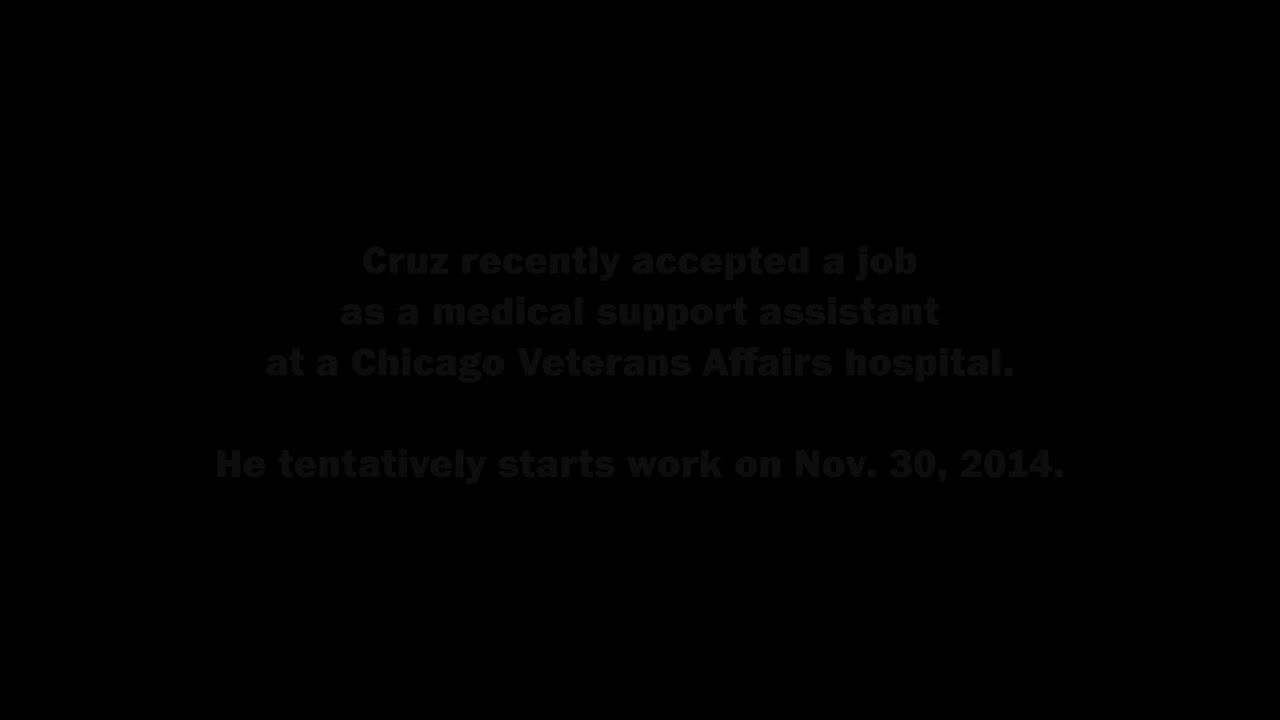 Cruz recently accepted a job
as a medical support assistant
at a Chicago Veterans Affairs hospital.
He tentatively starts work on Nov. 30, 2014.